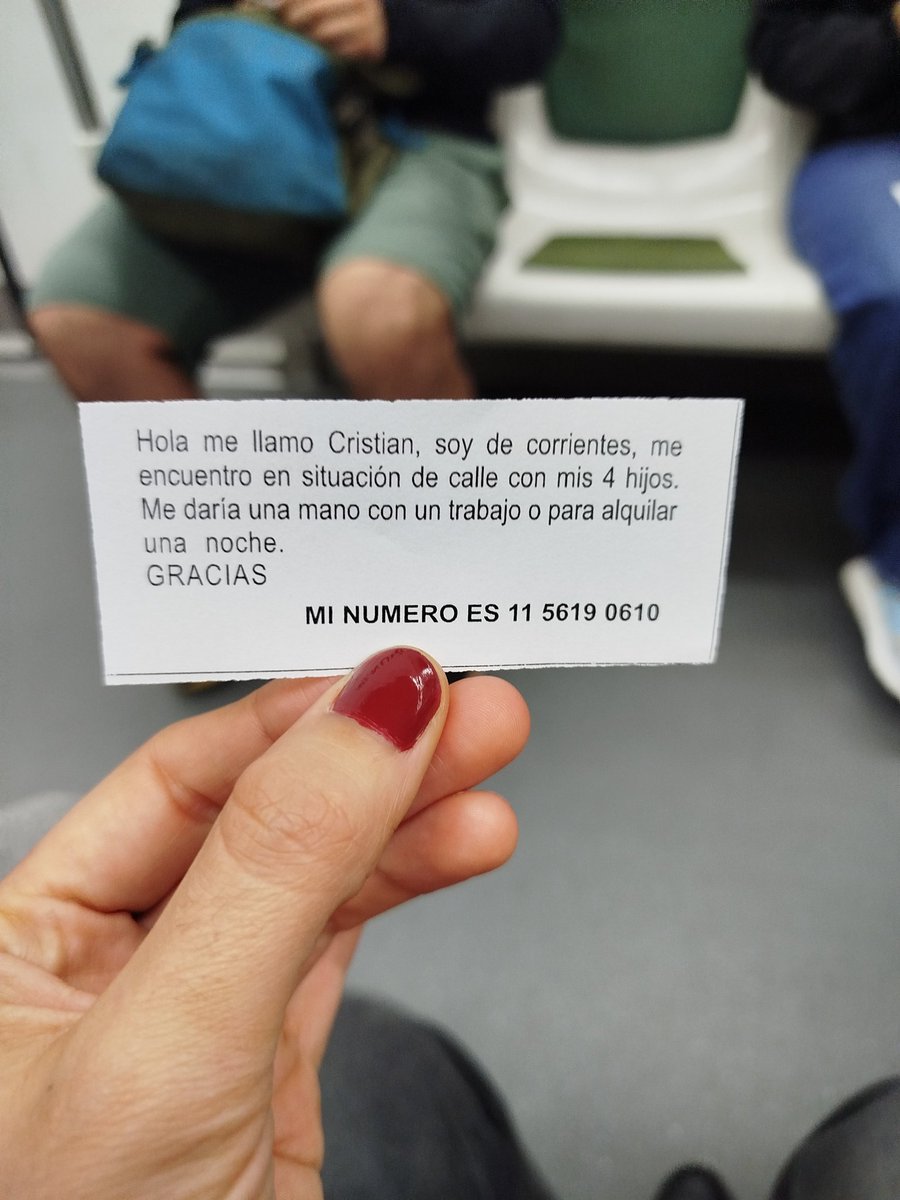 Hola me llamo Cristian, soy de corrientes, me
encuentro en situación de calle con mis 4 hijos.
Me daría una mano con un trabajo o para alquilar
una noche.
GRACIAS
MI NUMERO ES 11 5619 0610